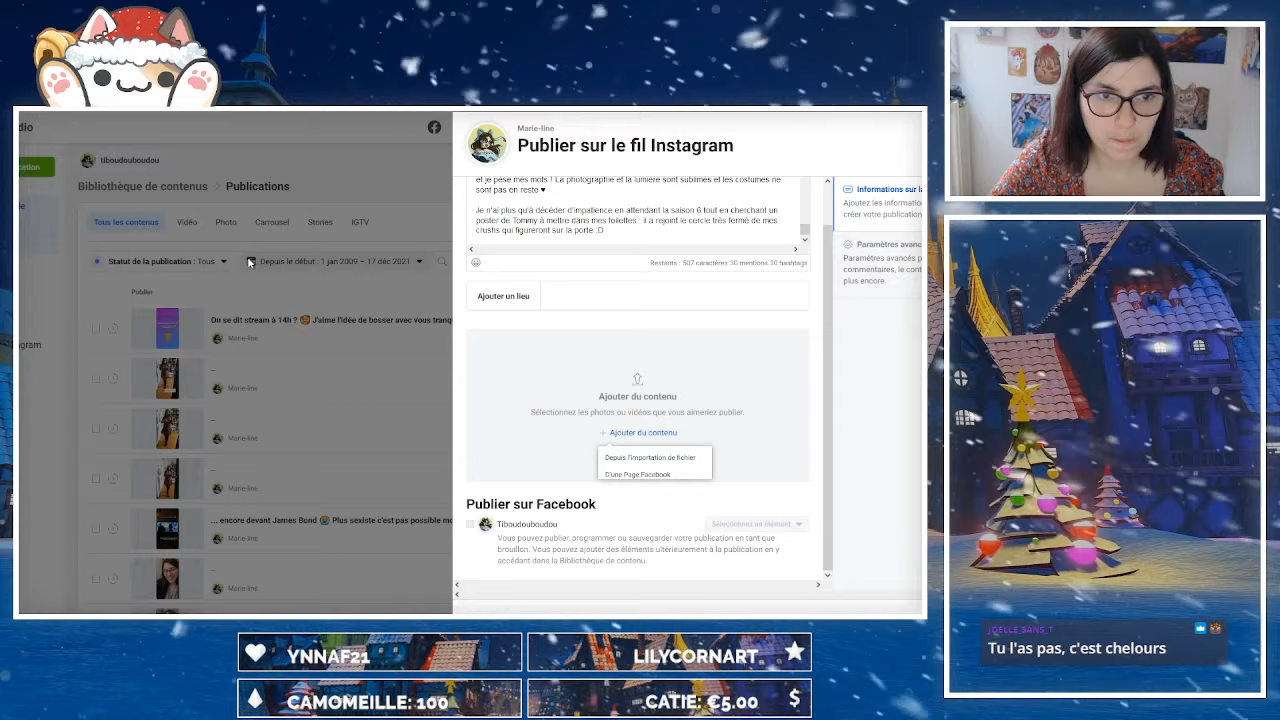 dio
tiboudouboudou
cation
Bibliothèque de contenus > Publications
Tous les contenus Vidéo Photo Carrousel Stories IGTV
Statut de la publication : Tous
Depuis le début : 1 jan 2009 – 17 déc 2021
Publier
On se dit stream à 14h ? 🥰 J'aime l'idée de bosser avec vous tranq
Marie-line
--
Marie-line
--
Marie-line
--
Marie-line
... encore devant James Bond 😭 Plus sexiste c'est pas possible mo
Marie-line
--
Marie-line
agram
Marie-line
Publier sur le fil Instagram
et je pèse mes mots ! La photographie et la lumière sont sublimes et les costumes ne
sont pas en reste ♥
Je n'ai plus qu'à décéder d'impatience en attendant la saison 6 tout en cherchant un
poster de Tommy à mettre dans mes toilettes : il a rejoint le cercle très fermé de mes
crushs qui figureront sur la porte :D
Restants : 507 caractères 30 mentions 30 hashtags
Ajouter un lieu
Ajouter du contenu
Sélectionnez les photos ou vidéos que vous aimeriez publier.
+ Ajouter du contenu
Depuis l'importation de fichier
D'une Page Facebook
Publier sur Facebook
Tiboudouboudou
Sélectionnez un élément
Vous pouvez publier, programmer ou sauvegarder votre publication en tant que
brouillon. Vous pouvez ajouter des éléments ultérieurement à la publication en y
accédant dans la Bibliothèque de contenu.
Informations sur la
Ajoutez les information
créer votre publication
Paramètres avanc
Paramètres avancés p
commentaires, le cont
plus encore.
JOELLE_SANS_T
Tu l'as pas, c'est chelours
YNNAF21
LILYCORNART
CAMOMEILLE: 100
CATIE: €5.00
$